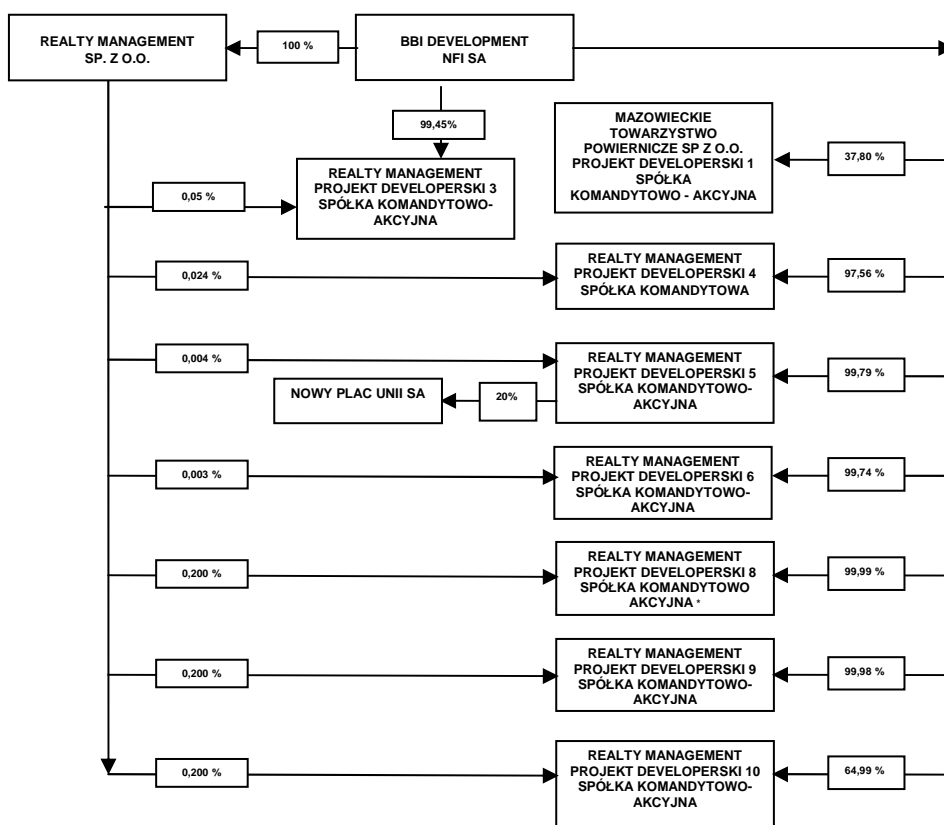 REALTY MANAGEMENT
SP. Z O.O.
100 %
BBI DEVELOPMENT
NFI SA
99,45%
MAZOWIECKIE
TOWARZYSTWO
POWIERNICZE SP Z O.O.
PROJEKT DEVELOPERSKI 1
SPÓŁKA
KOMANDYTOWO - AKCYJNA
37,80 %
0,05 %
REALTY MANAGEMENT
PROJEKT DEVELOPERSKI 3
SPÓŁKA KOMANDYTOWO-
AKCYJNA
0,024 %
REALTY MANAGEMENT
PROJEKT DEVELOPERSKI 4
SPÓŁKA KOMANDYTOWA
97,56 %
0,004 %
REALTY MANAGEMENT
PROJEKT DEVELOPERSKI 5
SPÓŁKA KOMANDYTOWO-
AKCYJNA
99,79 %
NOWY PLAC UNII SA
20%
0,003 %
REALTY MANAGEMENT
PROJEKT DEVELOPERSKI 6
SPÓŁKA KOMANDYTOWO-
AKCYJNA
99,74 %
0,200 %
REALTY MANAGEMENT
PROJEKT DEVELOPERSKI 8
SPÓŁKA KOMANDYTOWO
AKCYJNA *
99,99 %
0,200 %
REALTY MANAGEMENT
PROJEKT DEVELOPERSKI 9
SPÓŁKA KOMANDYTOWO-
AKCYJNA
99,98 %
0,200 %
REALTY MANAGEMENT
PROJEKT DEVELOPERSKI 10
SPÓŁKA KOMANDYTOWO-
AKCYJNA
64,99 %